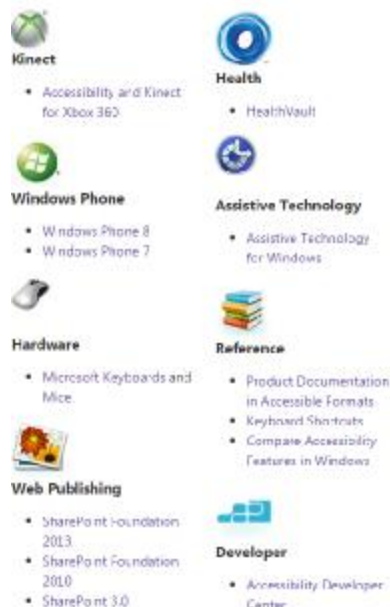 Kinect
Accessibility and Kinect
for Xbox 360
Windows Phone
Windows Phone 8
Windows Phone 7
Hardware
Microsoft Keyboards and
Mice
Web Publishing
SharePoint Foundation
2013
SharePoint Foundation
2010
SharePoint 3.0
Health
HealthVault
Assistive Technology
Assistive Technology
for Windows
Reference
Product Documentation
in Accessible Formats
Keyboard Shortcuts
Compare Accessibility
Features in Windows
Developer
Accessibility Developer
Center